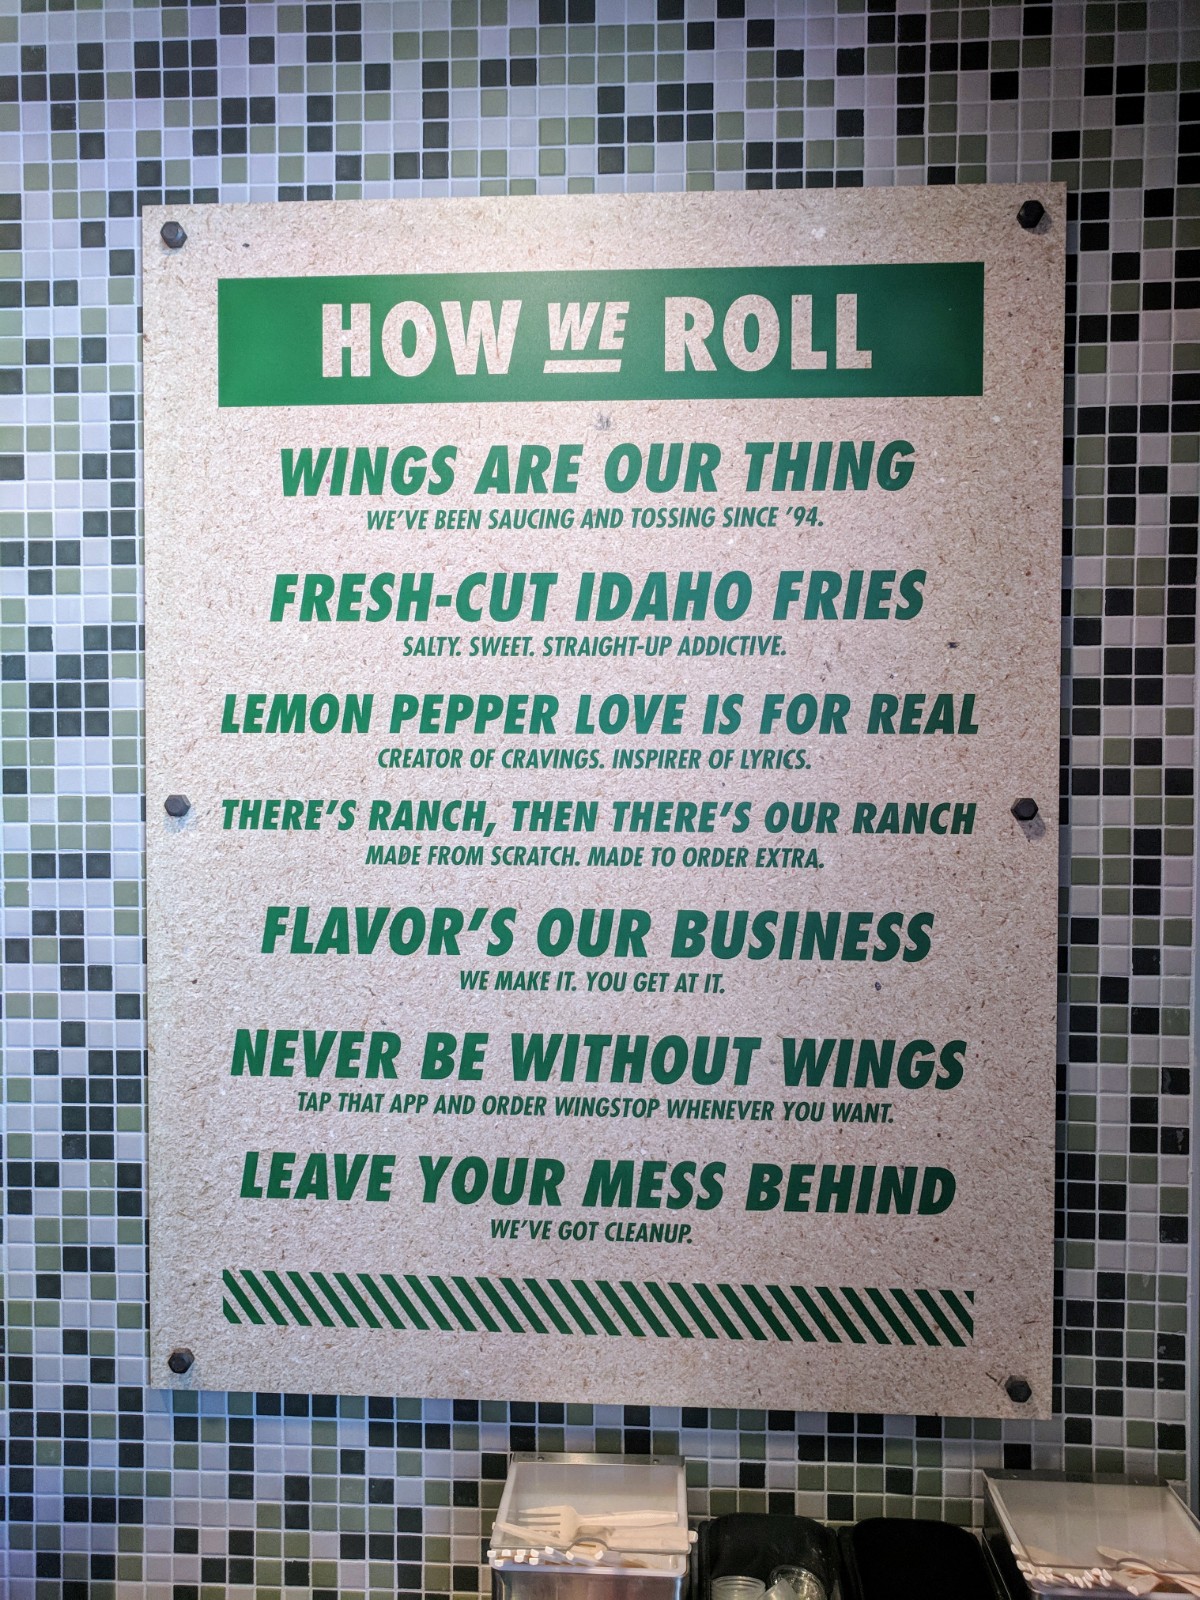 HOW WE ROLL
WINGS ARE OUR THING
WE'VE BEEN SAUCING AND TOSSING SINCE '94.
FRESH-CUT IDAHO FRIES
SALTY. SWEET. STRAIGHT-UP ADDICTIVE.
LEMON PEPPER LOVE IS FOR REAL
CREATOR OF CRAVINGS. INSPIRER OF LYRICS.
THERE'S RANCH, THEN THERE'S OUR RANCH
MADE FROM SCRATCH. MADE TO ORDER EXTRA.
FLAVOR'S OUR BUSINESS
WE MAKE IT. YOU GET AT IT.
NEVER BE WITHOUT WINGS
TAP THAT APP AND ORDER WINGSTOP WHENEVER YOU WANT.
LEAVE YOUR MESS BEHIND
WE'VE GOT CLEANUP.